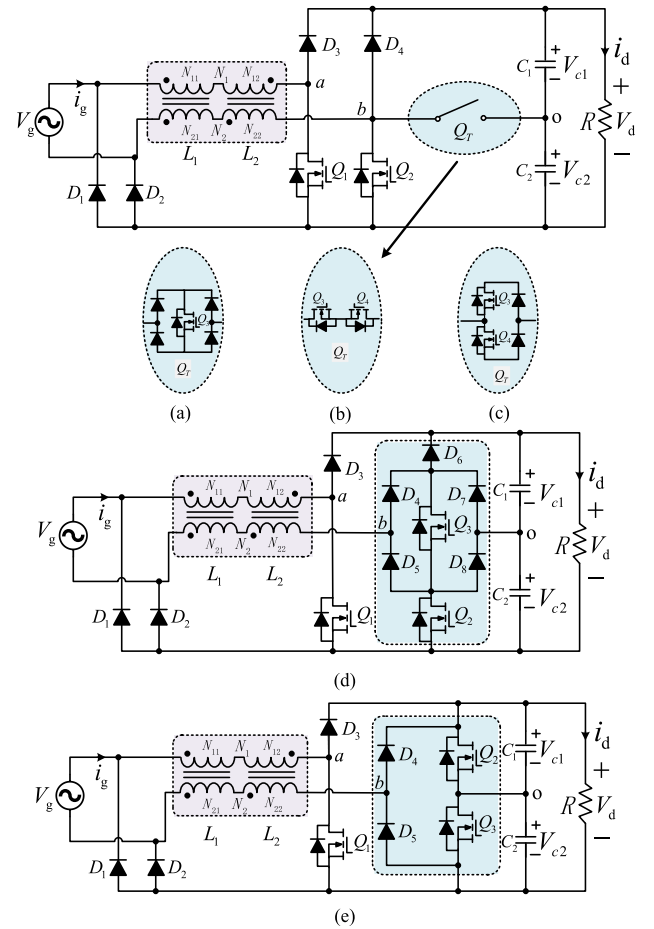 D3 D4
N11 N1 N12
ig a
C1 + Vc1 − id
Vg b o + R Vd −
N21 N2 N22 QT
L1 L2
D1 D2 Q1 Q2 C2 + Vc2 −
Q3 Q3 Q4 Q3
Q4
QT QT QT
(a) (b) (c)
D3 D6
N11 N1 N12
ig a D4 D7 C1 + Vc1 − id
Vg b Q3 o + R Vd −
N21 N2 N22 D5 D8
L1 L2 C2 + Vc2 −
D1 D2 Q1 Q2
(d)
D3
N11 N1 N12
ig a D4 Q2 C1 + Vc1 − id
Vg b o + R Vd −
N21 N2 N22
L1 L2 D5 Q3 C2 + Vc2 −
D1 D2 Q1
(e)